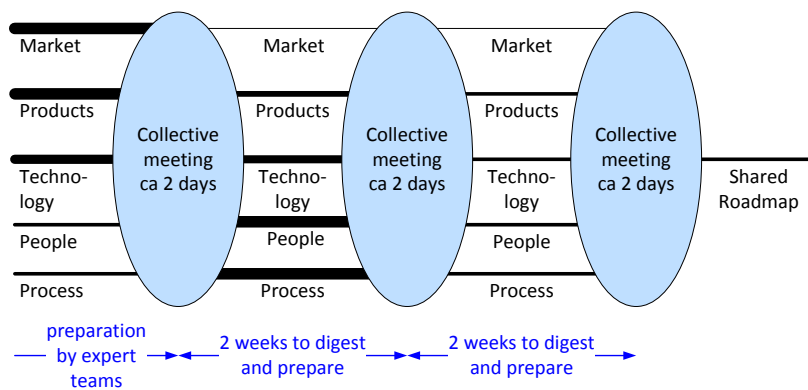 Market
Market
Market
Products
Products
Products
Collective
meeting
ca 2 days
Collective
meeting
ca 2 days
Collective
meeting
ca 2 days
Techno-
logy
Techno-
logy
Techno-
logy
Shared
Roadmap
People
People
People
Process
Process
Process
preparation
by expert
teams
2 weeks to digest
and prepare
2 weeks to digest
and prepare